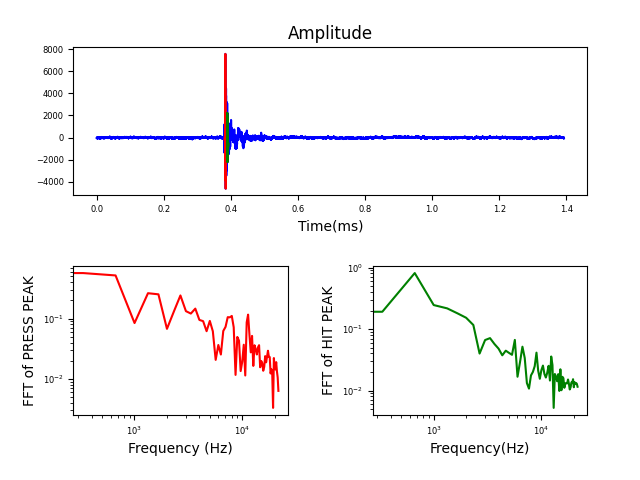 Amplitude
8000
6000
4000
2000
0
−2000
−4000
0.0 0.2 0.4 0.6 0.8 1.0 1.2 1.4
Time(ms)
FFT of PRESS PEAK
10⁻¹
10⁻²
10³ 10⁴
Frequency (Hz)
FFT of HIT PEAK
10⁰
10⁻¹
10⁻²
10³ 10⁴
Frequency(Hz)